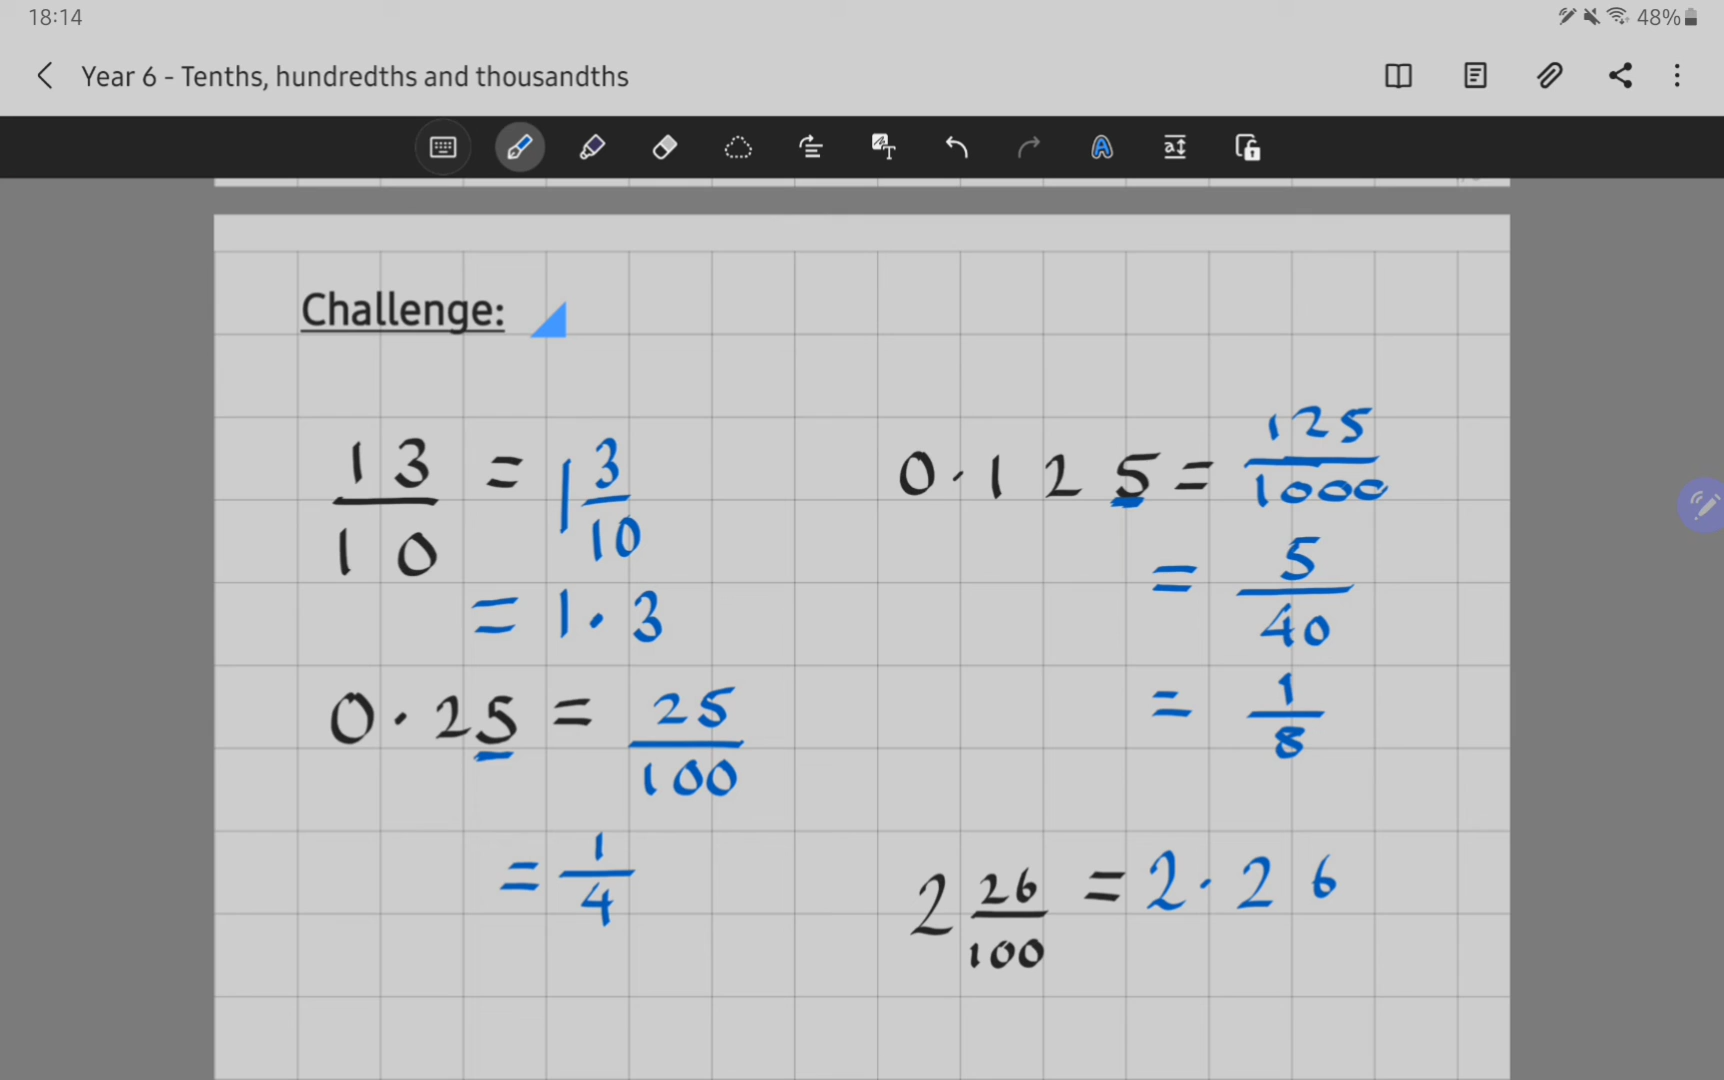 18:14
48%
Year 6 - Tenths, hundredths and thousandths
Challenge:
13/10 = 1 3/10
= 1.3
0.25 = 25/100
= 1/4
0.125 = 125/1000
= 5/40
= 1/8
2 26/100 = 2.26